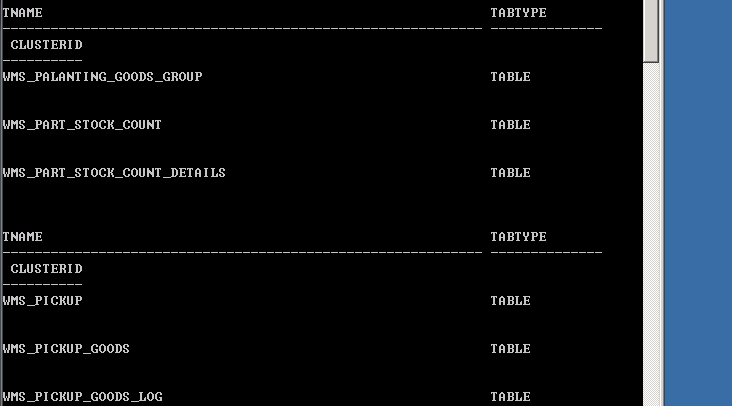 TNAME TABTYPE
------------------------------------------------------------ --------------
CLUSTERID
----------
WMS_PALANTING_GOODS_GROUP TABLE
WMS_PART_STOCK_COUNT TABLE
WMS_PART_STOCK_COUNT_DETAILS TABLE
TNAME TABTYPE
------------------------------------------------------------ --------------
CLUSTERID
----------
WMS_PICKUP TABLE
WMS_PICKUP_GOODS TABLE
WMS_PICKUP_GOODS_LOG TABLE